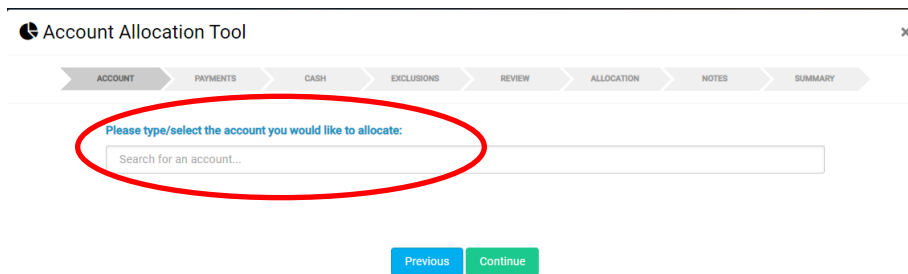 Account Allocation Tool
ACCOUNT PAYMENTS CASH EXCLUSIONS REVIEW ALLOCATION NOTES SUMMARY
Please type/select the account you would like to allocate:
Search for an account...
Previous Continue